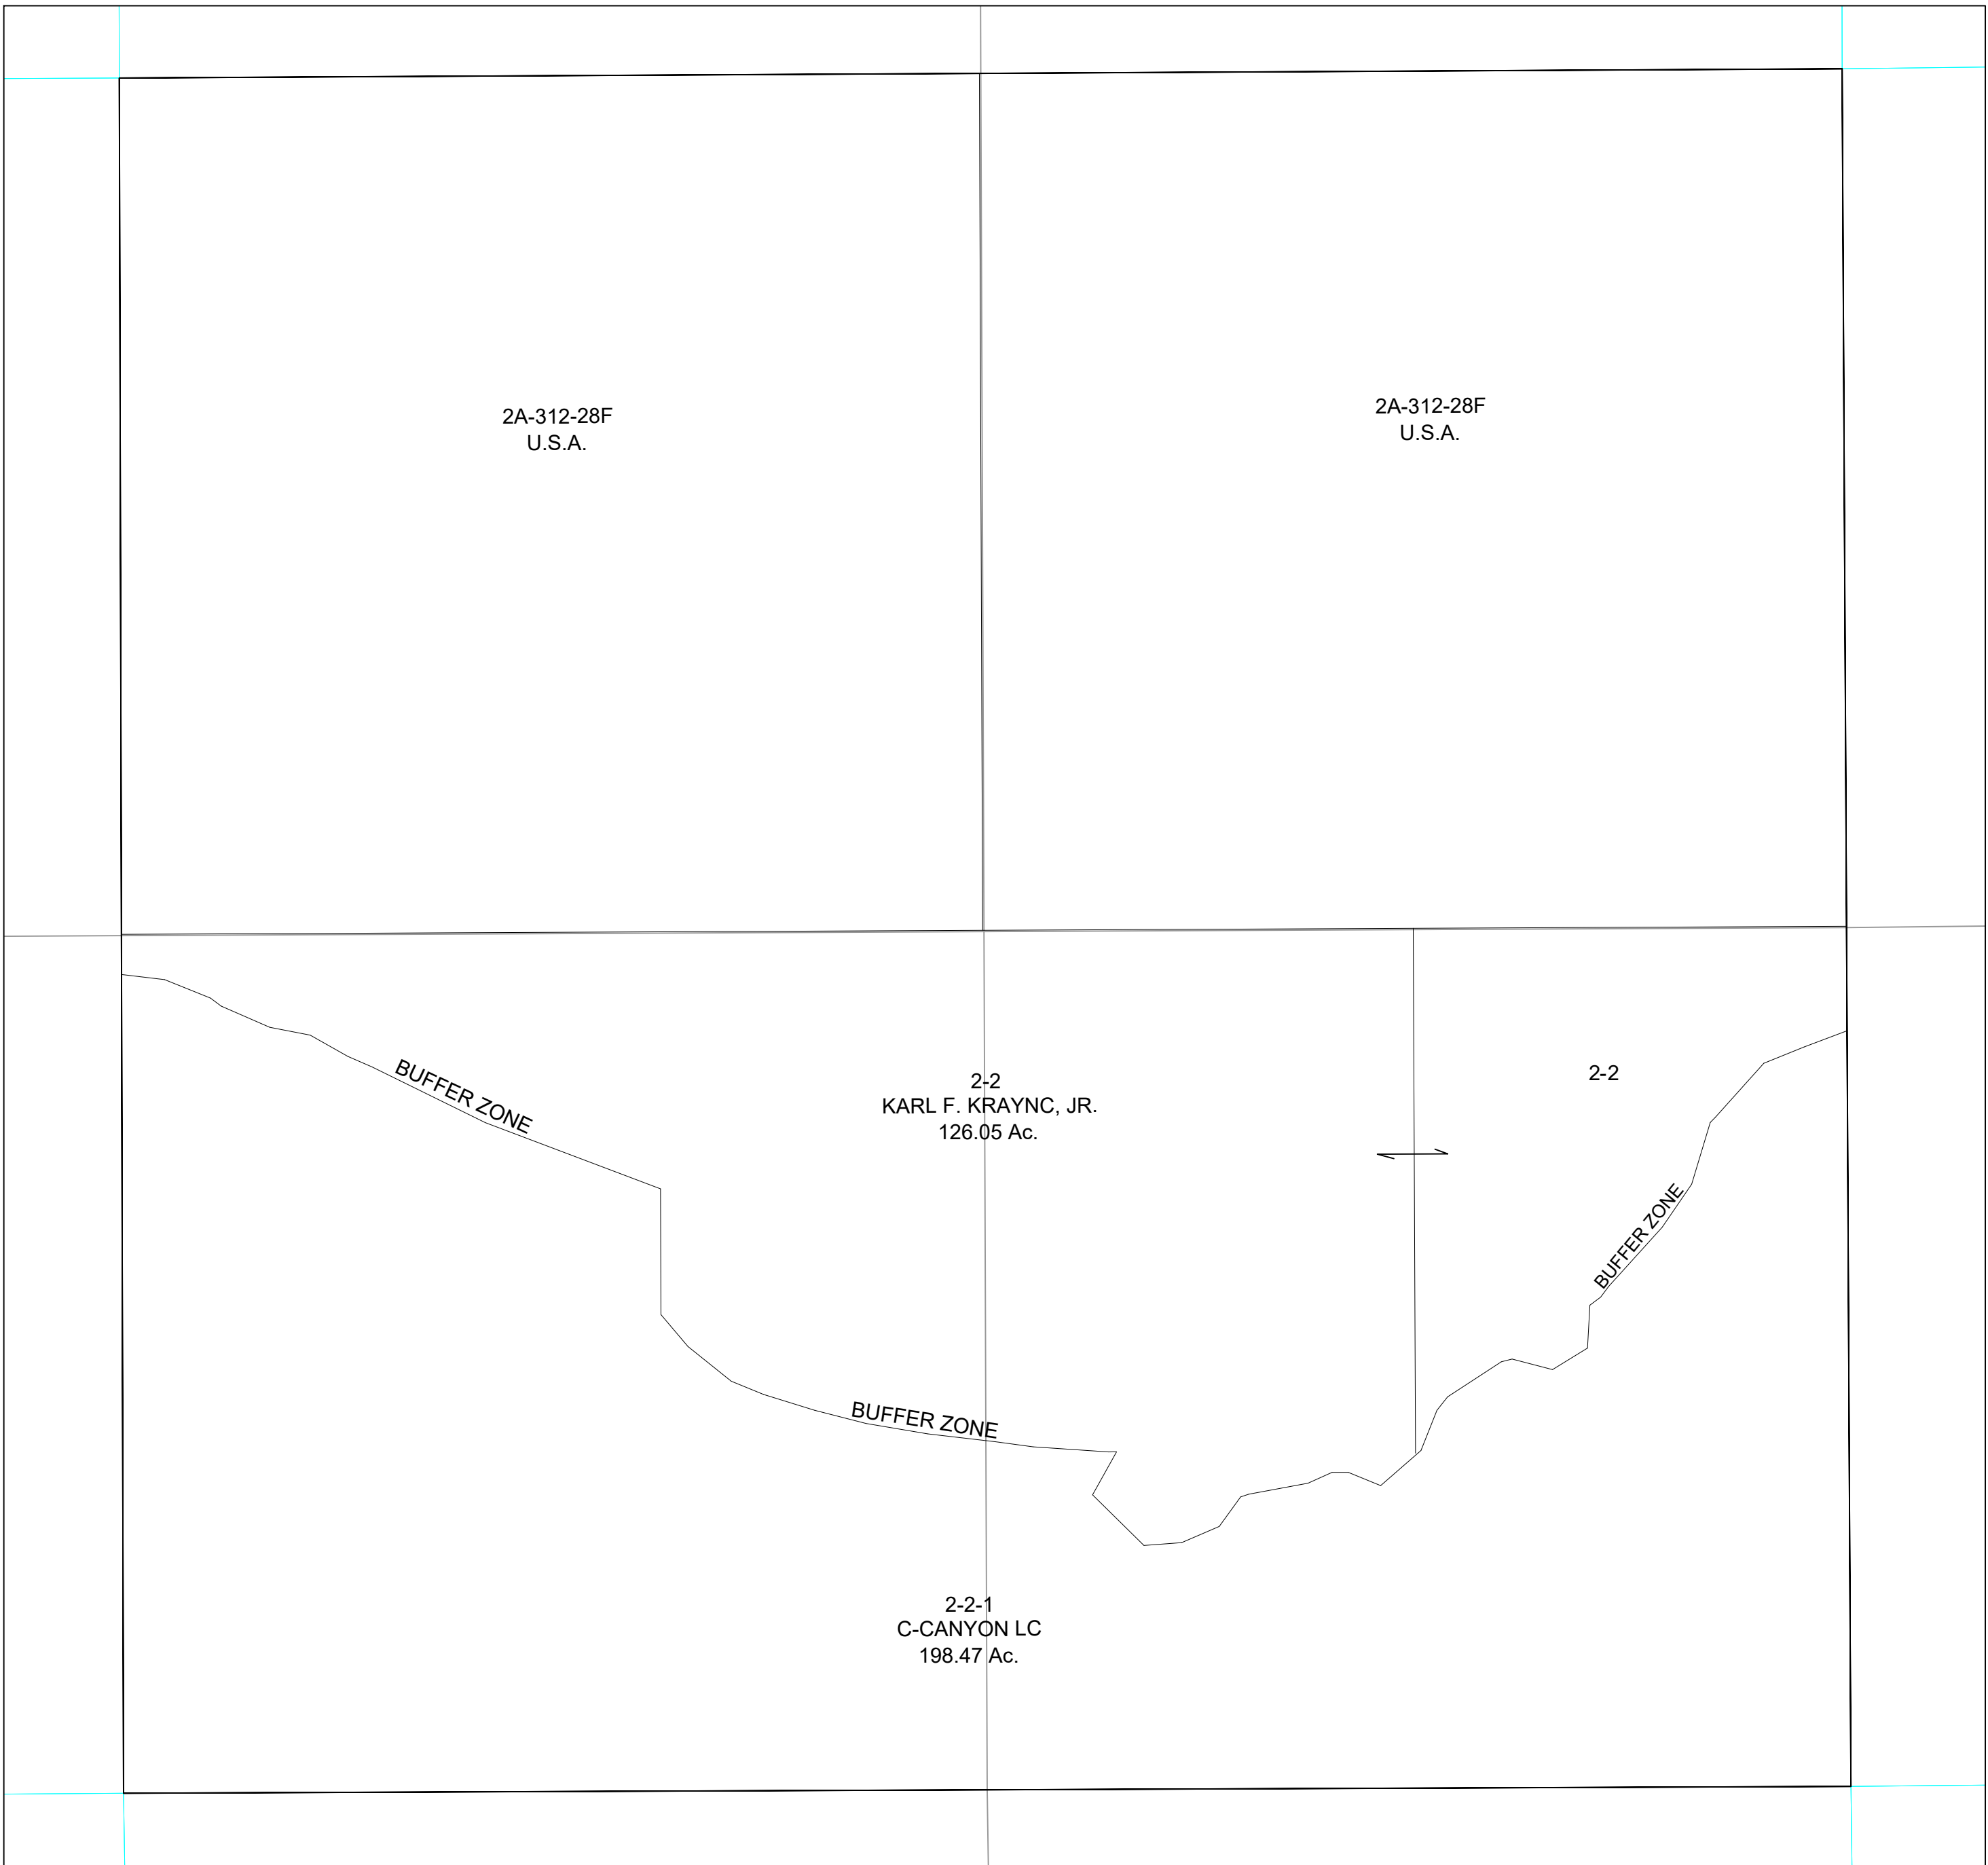 2A-312-28F
U.S.A.
2A-312-28F
U.S.A.
BUFFER ZONE
2-2
KARL F. KRAYNC, JR.
126.05 Ac.
2-2
BUFFER ZONE
BUFFER ZONE
2-2-1
C-CANYON LC
198.47 Ac.